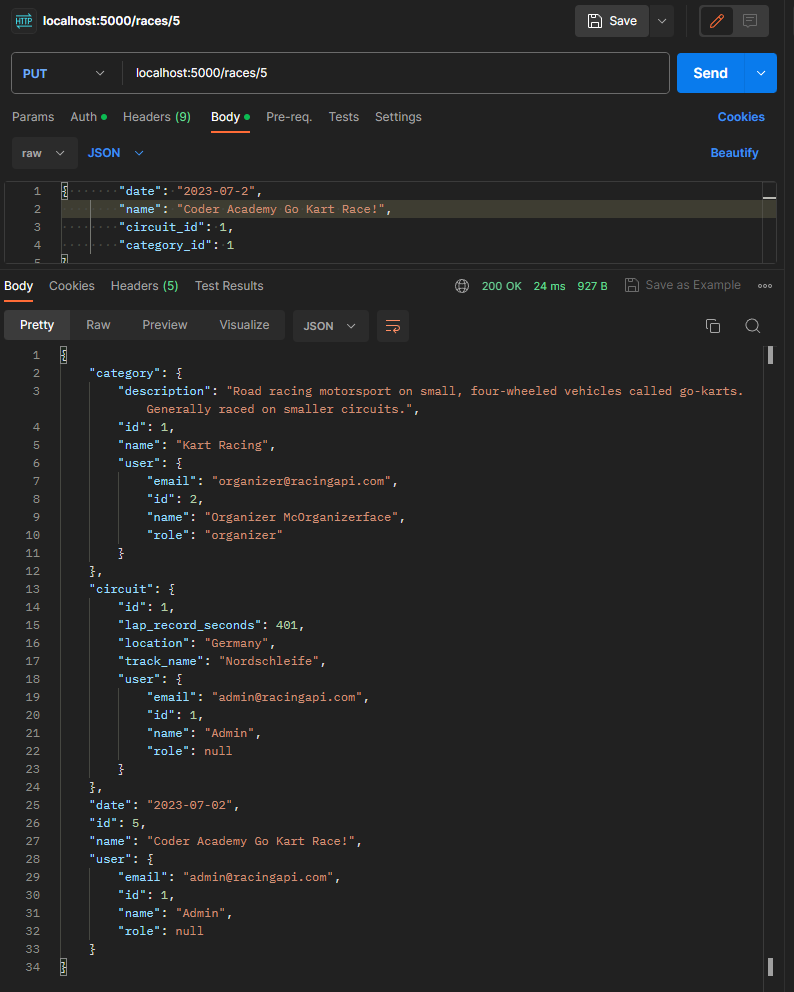 HTTP localhost:5000/races/5 Save
PUT localhost:5000/races/5 Send
Params Auth Headers (9) Body Pre-req. Tests Settings Cookies
raw JSON Beautify
1 { "date": "2023-07-2",
2 "name": "Coder Academy Go Kart Race!",
3 "circuit_id": 1,
4 "category_id": 1
5 }
Body Cookies Headers (5) Test Results 200 OK 24 ms 927 B Save as Example
Pretty Raw Preview Visualize JSON
1 {
2 "category": {
3 "description": "Road racing motorsport on small, four-wheeled vehicles called go-karts.
Generally raced on smaller circuits.",
4 "id": 1,
5 "name": "Kart Racing",
6 "user": {
7 "email": "organizer@racingapi.com",
8 "id": 2,
9 "name": "Organizer McOrganizerface",
10 "role": "organizer"
11 }
12 },
13 "circuit": {
14 "id": 1,
15 "lap_record_seconds": 401,
16 "location": "Germany",
17 "track_name": "Nordschleife",
18 "user": {
19 "email": "admin@racingapi.com",
20 "id": 1,
21 "name": "Admin",
22 "role": null
23 }
24 },
25 "date": "2023-07-02",
26 "id": 5,
27 "name": "Coder Academy Go Kart Race!",
28 "user": {
29 "email": "admin@racingapi.com",
30 "id": 1,
31 "name": "Admin",
32 "role": null
33 }
34 }